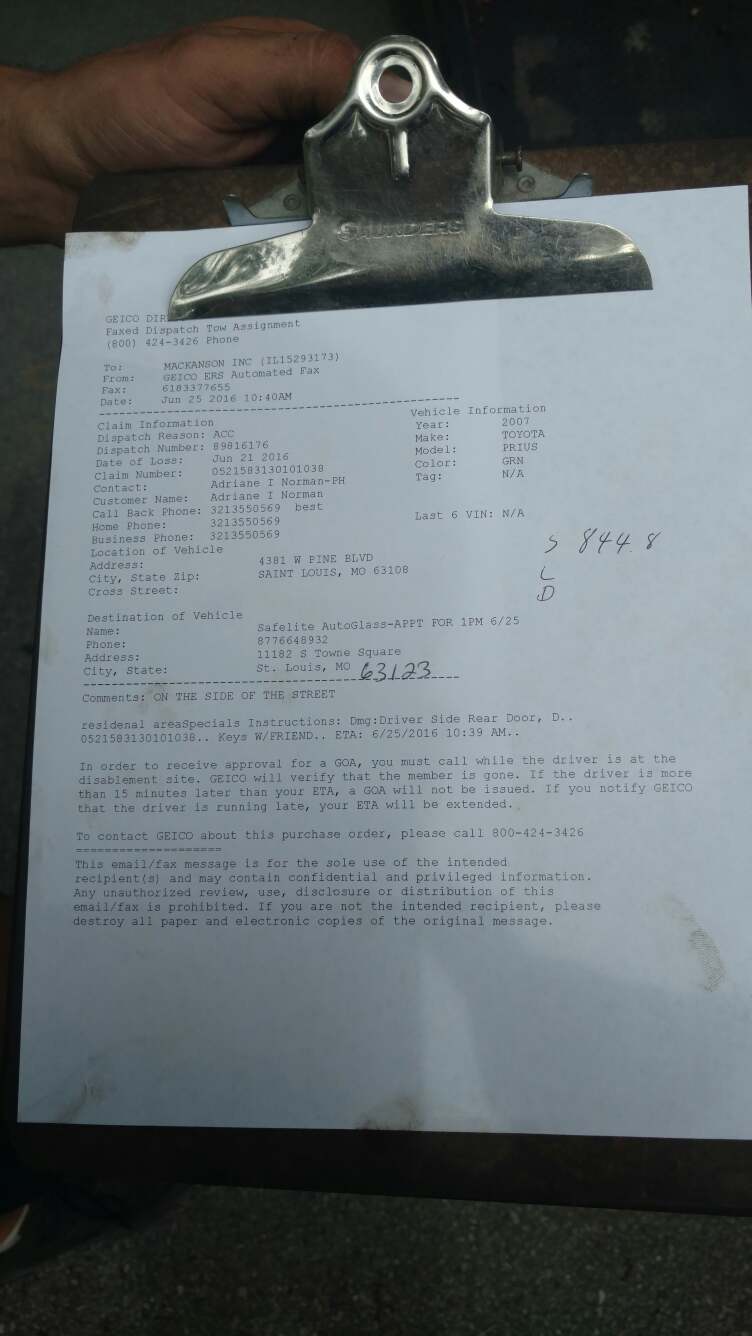 SAUNDERS
GEICO
Faxed Dispatch Tow Assignment
(800) 424-3426 Phone
To: MACKANSON INC (IL15293173)
From: GEICO ERS Automated Fax
Fax: 6183377655
Date: Jun 25 2016 10:40AM
Claim Information
Dispatch Reason: ACC
Dispatch Number: 89816176
Date of Loss: Jun 21 2016
Claim Number: 0521583130101038
Contact: Adriane I Norman-PH
Customer Name: Adriane I Norman
Call Back Phone: 3213550569 best
Home Phone: 3213550569
Business Phone: 3213550569
Vehicle Information
Year: 2007
Make: TOYOTA
Model: PRIUS
Color: GRN
Tag: N/A
Last 6 VIN: N/A
Location of Vehicle
Address: 4381 W PINE BLVD
City, State Zip: SAINT LOUIS, MO 63108
Cross Street:
S 844.8
L
D
Destination of Vehicle
Name: Safelite AutoGlass-APPT FOR 1PM 6/25
Phone: 8776648932
Address: 11182 S Towne Square
City, State: St. Louis, MO 63123
Comments: ON THE SIDE OF THE STREET
residenal areaSpecials Instructions: Dmg:Driver Side Rear Door, D..
0521583130101038.. Keys W/FRIEND.. ETA: 6/25/2016 10:39 AM..
In order to receive approval for a GOA, you must call while the driver is at the
disablement site. GEICO will verify that the member is gone. If the driver is more
than 15 minutes later than your ETA, a GOA will not be issued. If you notify GEICO
that the driver is running late, your ETA will be extended.
To contact GEICO about this purchase order, please call 800-424-3426
====================
This email/fax message is for the sole use of the intended
recipient(s) and may contain confidential and privileged information.
Any unauthorized review, use, disclosure or distribution of this
email/fax is prohibited. If you are not the intended recipient, please
destroy all paper and electronic copies of the original message.